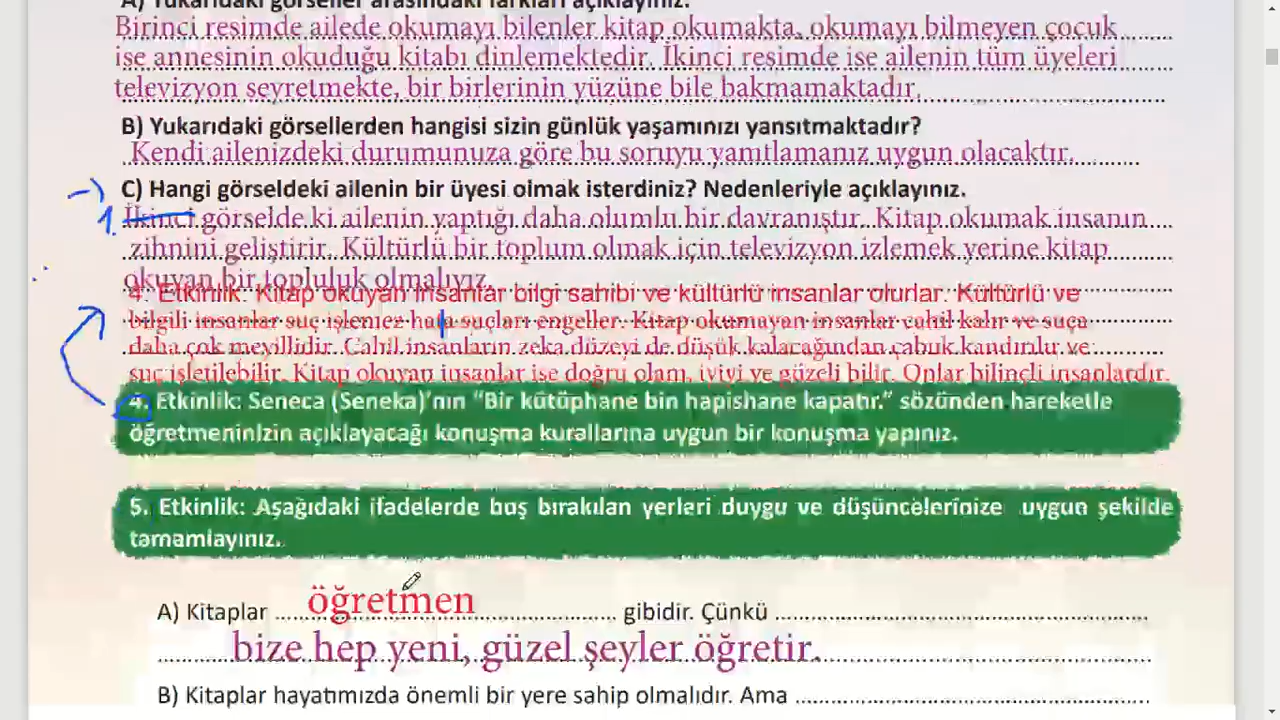 A) Yukarıdaki görseller arasındaki farkları açıklayınız.
Birinci resimde ailede okumayı bilenler kitap okumakta, okumayı bilmeyen çocuk
ise annesinin okuduğu kitabı dinlemektedir. İkinci resimde ise ailenin tüm üyeleri
televizyon seyretmekte, bir birlerinin yüzüne bile bakmamaktadır.
B) Yukarıdaki görsellerden hangisi sizin günlük yaşamınızı yansıtmaktadır?
Kendi ailenizdeki durumunuza göre bu soruyu yanıtlamanız uygun olacaktır.
C) Hangi görseldeki ailenin bir üyesi olmak isterdiniz? Nedenleriyle açıklayınız.
1. İkinci görselde ki ailenin yaptığı daha olumlu bir davranıştır. Kitap okumak insanın
zihnini geliştirir. Kültürlü bir toplum olmak için televizyon izlemek yerine kitap
okuyan bir topluluk olmalıyız.
4. Etkinlik: Kitap okuyan insanlar bilgi sahibi ve kültürlü insanlar olurlar. Kültürlü ve
bilgili insanlar suç işlemez hata suçları engeller. Kitap okumayan insanlar cahil kalır ve suça
daha çok meyillidir. Cahil insanların zeka düzeyi de düşük kalacağından çabuk kandırılır ve
suç işletilebilir. Kitap okuyan insanlar ise doğru olanı, iyiyi ve güzeli bilir. Onlar bilinçli insanlardır.
4. Etkinlik: Seneca (Seneka)'nın "Bir kütüphane bin hapishane kapatır." sözünden hareketle
öğretmeninizin açıklayacağı konuşma kurallarına uygun bir konuşma yapınız.
5. Etkinlik: Aşağıdaki ifadelerde boş bırakılan yerleri duygu ve düşüncelerinize uygun şekilde
tamamlayınız.
A) Kitaplar öğretmen gibidir. Çünkü
bize hep yeni, güzel şeyler öğretir.
B) Kitaplar hayatımızda önemli bir yere sahip olmalıdır. Ama